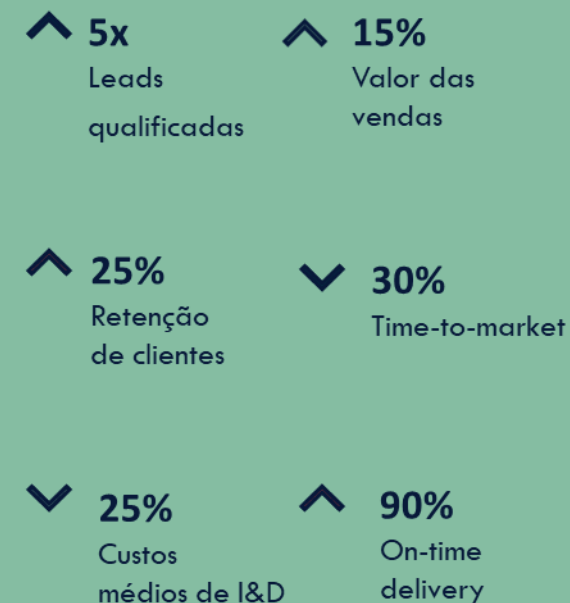 5x
Leads
qualificadas
15%
Valor das
vendas
25%
Retenção
de clientes
30%
Time-to-market
25%
Custos
médios de I&D
90%
On-time
delivery